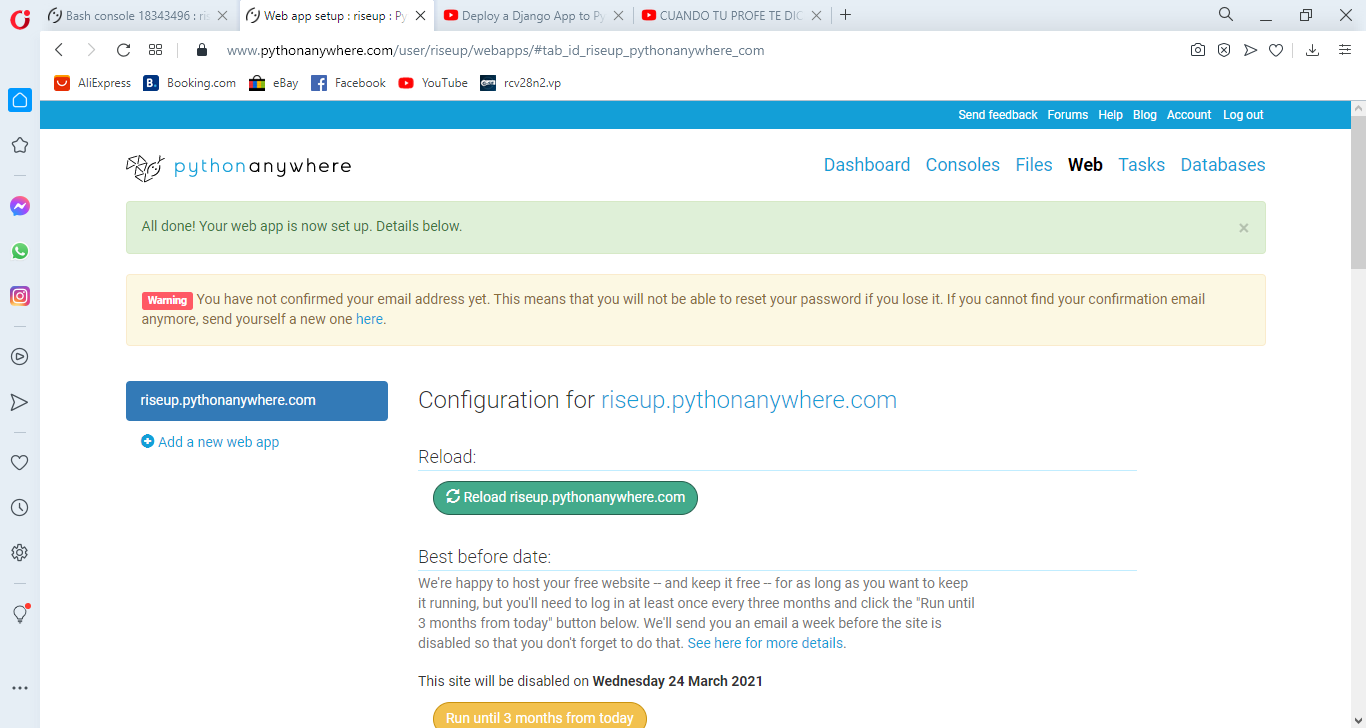 Bash console 18343496 : ri
Web app setup : riseup : Py
Deploy a Django App to Py
CUANDO TU PROFE TE DIC
www.pythonanywhere.com/user/riseup/webapps/#tab_id_riseup_pythonanywhere_com
AliExpress
B. Booking.com
eBay
Facebook
YouTube
rcv28n2.vp
Send feedback Forums Help Blog Account Log out
pythonanywhere
Dashboard Consoles Files Web Tasks Databases
All done! Your web app is now set up. Details below.
×
Warning You have not confirmed your email address yet. This means that you will not be able to reset your password if you lose it. If you cannot find your confirmation email
anymore, send yourself a new one here.
riseup.pythonanywhere.com
Add a new web app
Configuration for riseup.pythonanywhere.com
Reload:
Reload riseup.pythonanywhere.com
Best before date:
We're happy to host your free website -- and keep it free -- for as long as you want to keep
it running, but you'll need to log in at least once every three months and click the "Run until
3 months from today" button below. We'll send you an email a week before the site is
disabled so that you don't forget to do that. See here for more details.
This site will be disabled on Wednesday 24 March 2021
Run until 3 months from today